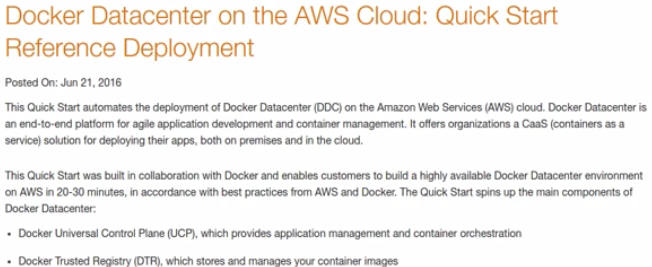 Docker Datacenter on the AWS Cloud: Quick Start
Reference Deployment
Posted On: Jun 21, 2016
This Quick Start automates the deployment of Docker Datacenter (DDC) on the Amazon Web Services (AWS) cloud. Docker Datacenter is
an end-to-end platform for agile application development and container management. It offers organizations a CaaS (containers as a
service) solution for deploying their apps, both on premises and in the cloud.
This Quick Start was built in collaboration with Docker and enables customers to build a highly available Docker Datacenter environment
on AWS in 20-30 minutes, in accordance with best practices from AWS and Docker. The Quick Start spins up the main components of
Docker Datacenter:
• Docker Universal Control Plane (UCP), which provides application management and container orchestration
• Docker Trusted Registry (DTR), which stores and manages your container images